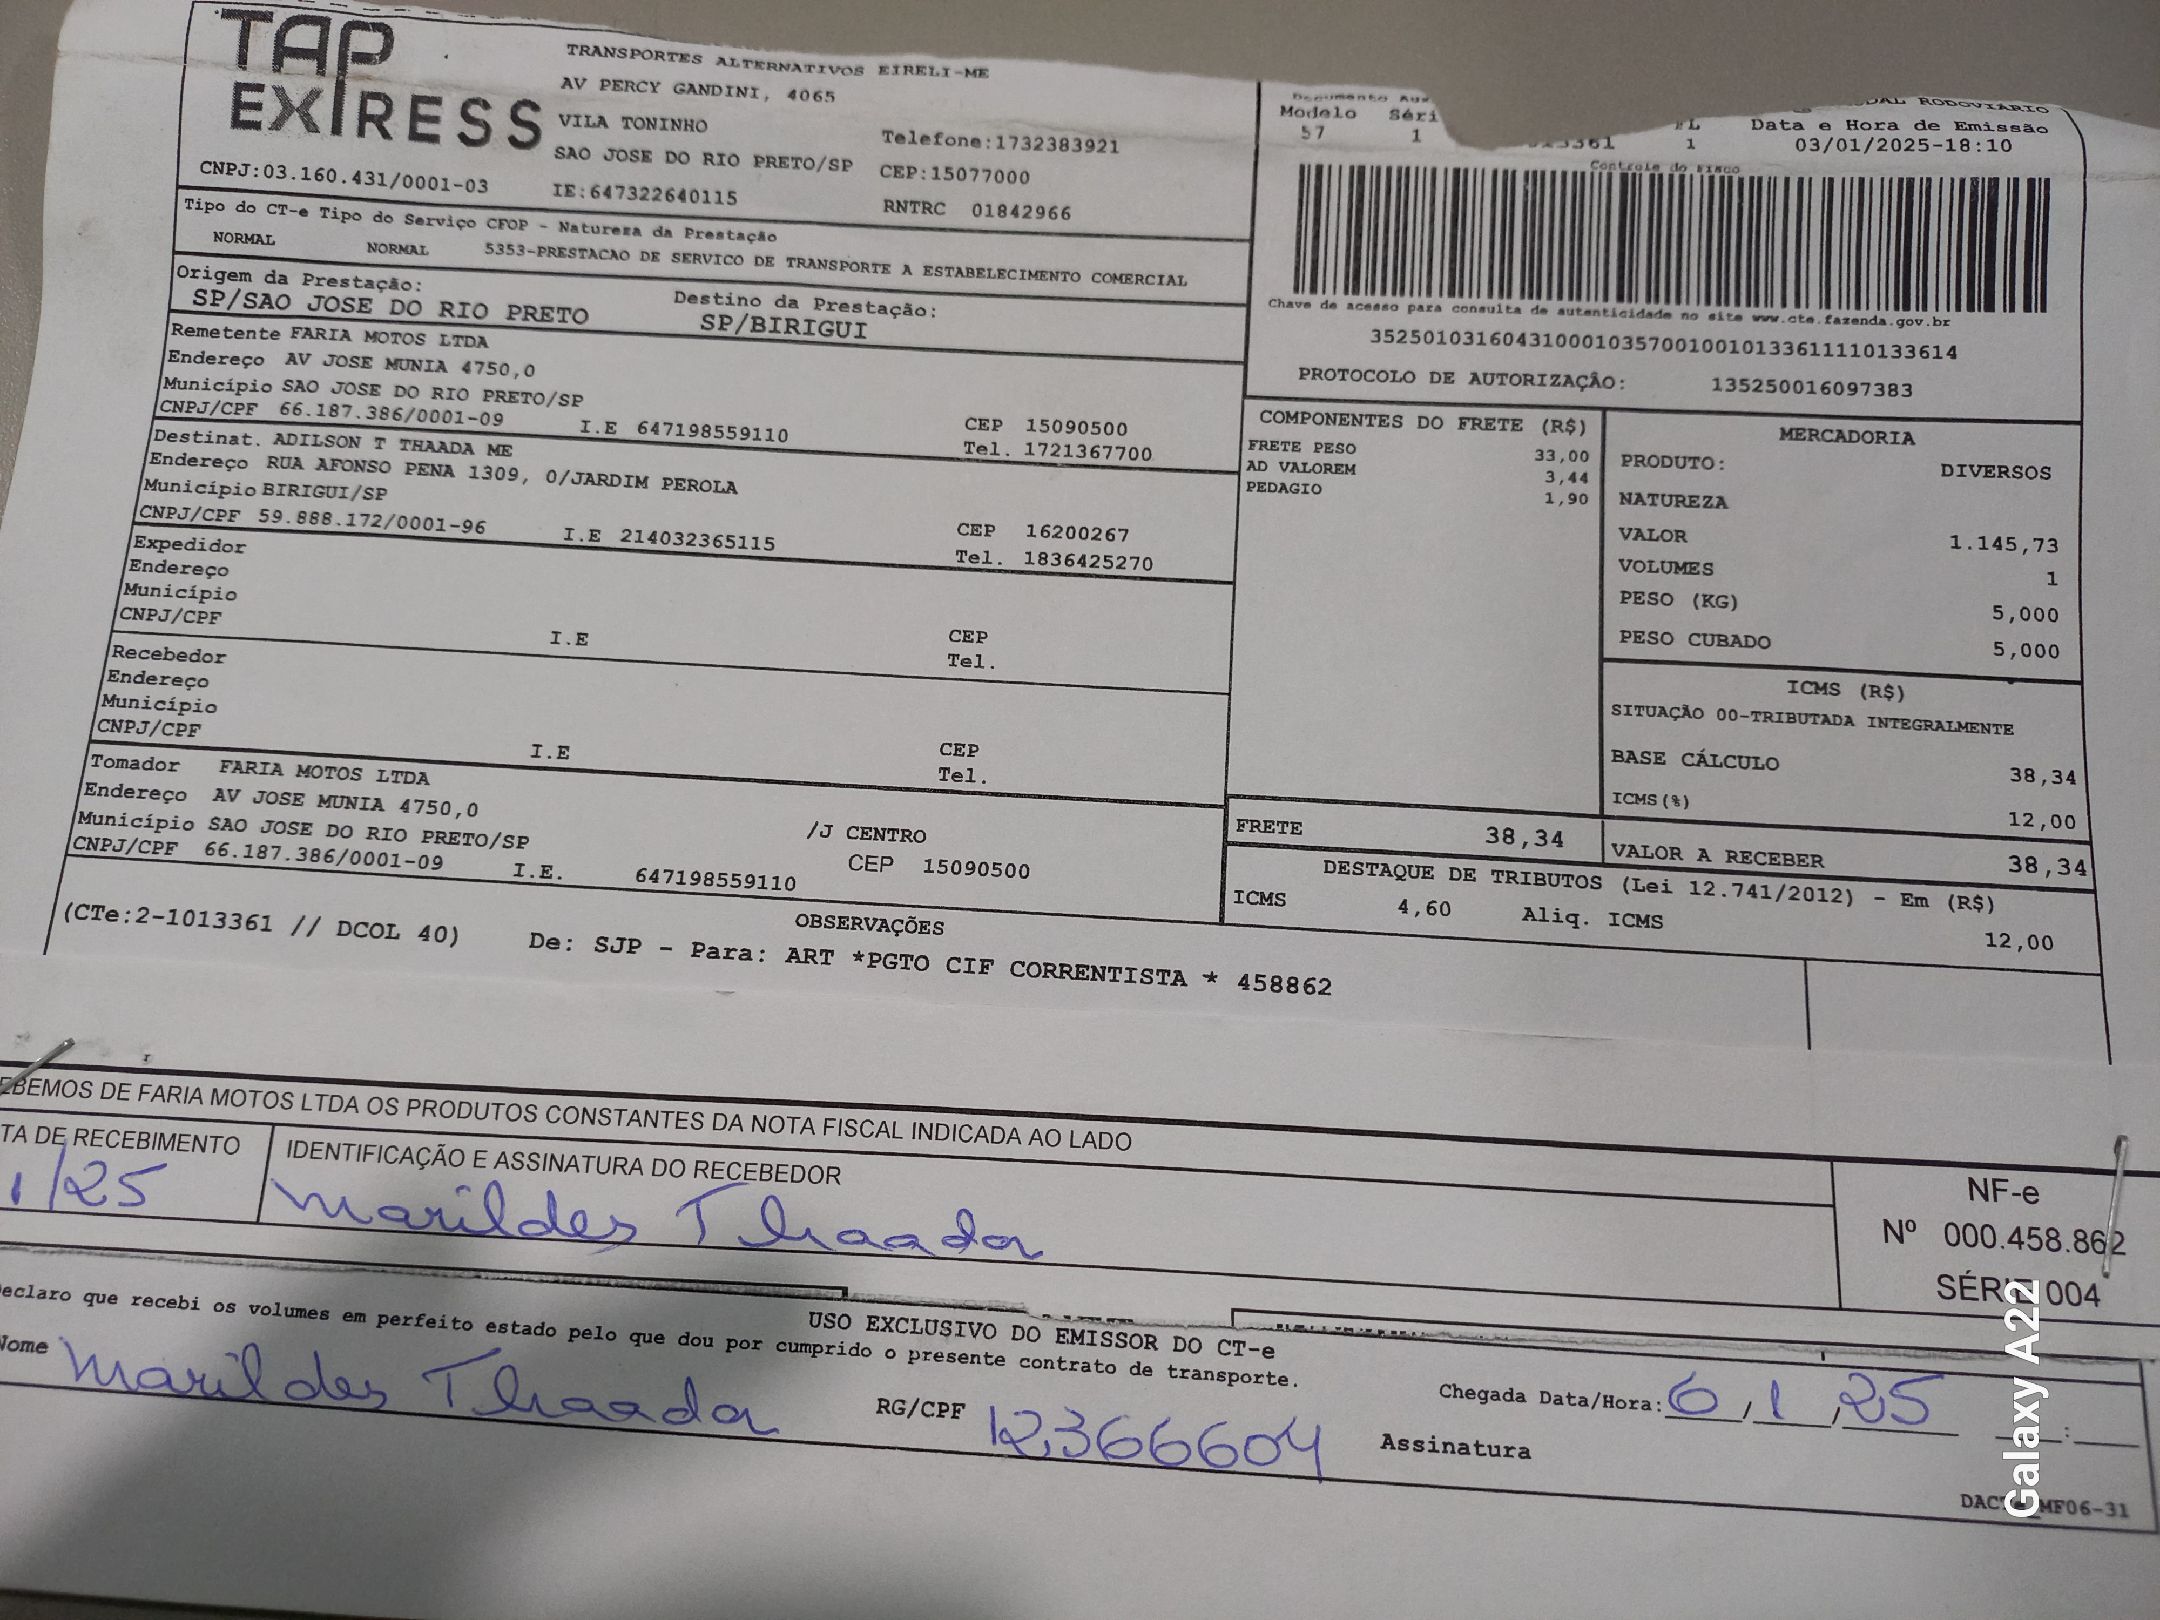 TAP
EXPRESS
TRANSPORTES ALTERNATIVOS EIRELI-ME
AV PERCY GANDINI, 4065
VILA TONINHO
Telefone:1732383921
SAO JOSE DO RIO PRETO/SP
CEP:15077000
CNPJ:03.160.431/0001-03
IE:647322640115
RNTRC 01842966
Modelo
57
1
1
RODOVIÁRIO
Data e Hora de Emissão
03/01/2025-18:10
Controle do FISCO
Chave de acesso para consulta de autenticidade no site www.cte.fazenda.gov.br
35250103160431000103570010010133611110133614
PROTOCOLO DE AUTORIZAÇÃO: 135250016097383
Tipo do CT-e Tipo do Serviço CFOP - Natureza da Prestação
NORMAL NORMAL 5353-PRESTACAO DE SERVICO DE TRANSPORTE A ESTABELECIMENTO COMERCIAL
Origem da Prestação: Destino da Prestação:
SP/SAO JOSE DO RIO PRETO SP/BIRIGUI
Remetente FARIA MOTOS LTDA
Endereço AV JOSE MUNIA 4750,0
Município SAO JOSE DO RIO PRETO/SP CEP 15090500
CNPJ/CPF 66.187.386/0001-09 I.E 647198559110 Tel. 1721367700
Destinat. ADILSON T THAADA ME
Endereço RUA AFONSO PENA 1309, 0/JARDIM PEROLA
Município BIRIGUI/SP CEP 16200267
CNPJ/CPF 59.888.172/0001-96 I.E 214032365115 Tel. 1836425270
Expedidor
Endereço
Município CEP
CNPJ/CPF I.E Tel.
Recebedor
Endereço
Município CEP
CNPJ/CPF I.E Tel.
Tomador FARIA MOTOS LTDA
Endereço AV JOSE MUNIA 4750,0 /J CENTRO
Município SAO JOSE DO RIO PRETO/SP CEP 15090500
CNPJ/CPF 66.187.386/0001-09 I.E. 647198559110
COMPONENTES DO FRETE (R$)
FRETE PESO 33,00
AD VALOREM 3,44
PEDAGIO 1,90
MERCADORIA
PRODUTO: DIVERSOS
NATUREZA
VALOR 1.145,73
VOLUMES 1
PESO (KG) 5,000
PESO CUBADO 5,000
ICMS (R$)
SITUAÇÃO 00-TRIBUTADA INTEGRALMENTE
BASE CÁLCULO 38,34
ICMS(%) 12,00
FRETE 38,34
VALOR A RECEBER 38,34
DESTAQUE DE TRIBUTOS (Lei 12.741/2012) - Em (R$)
ICMS 4,60 Aliq. ICMS 12,00
OBSERVAÇÕES
(CTe:2-1013361 // DCOL 40) De: SJP - Para: ART *PGTO CIF CORRENTISTA * 458862
EBEMOS DE FARIA MOTOS LTDA OS PRODUTOS CONSTANTES DA NOTA FISCAL INDICADA AO LADO
TA DE RECEBIMENTO
1/25
IDENTIFICAÇÃO E ASSINATURA DO RECEBEDOR
Marildes T Thaada
NF-e
Nº 000.458.862
SÉRIE 004
USO EXCLUSIVO DO EMISSOR DO CT-e
eclaro que recebi os volumes em perfeito estado pelo que dou por cumprido o presente contrato de transporte.
Nome Marildes Thaada RG/CPF 12366604 Assinatura
Chegada Data/Hora: 6/1/25 :
MF06-31
Galaxy A22